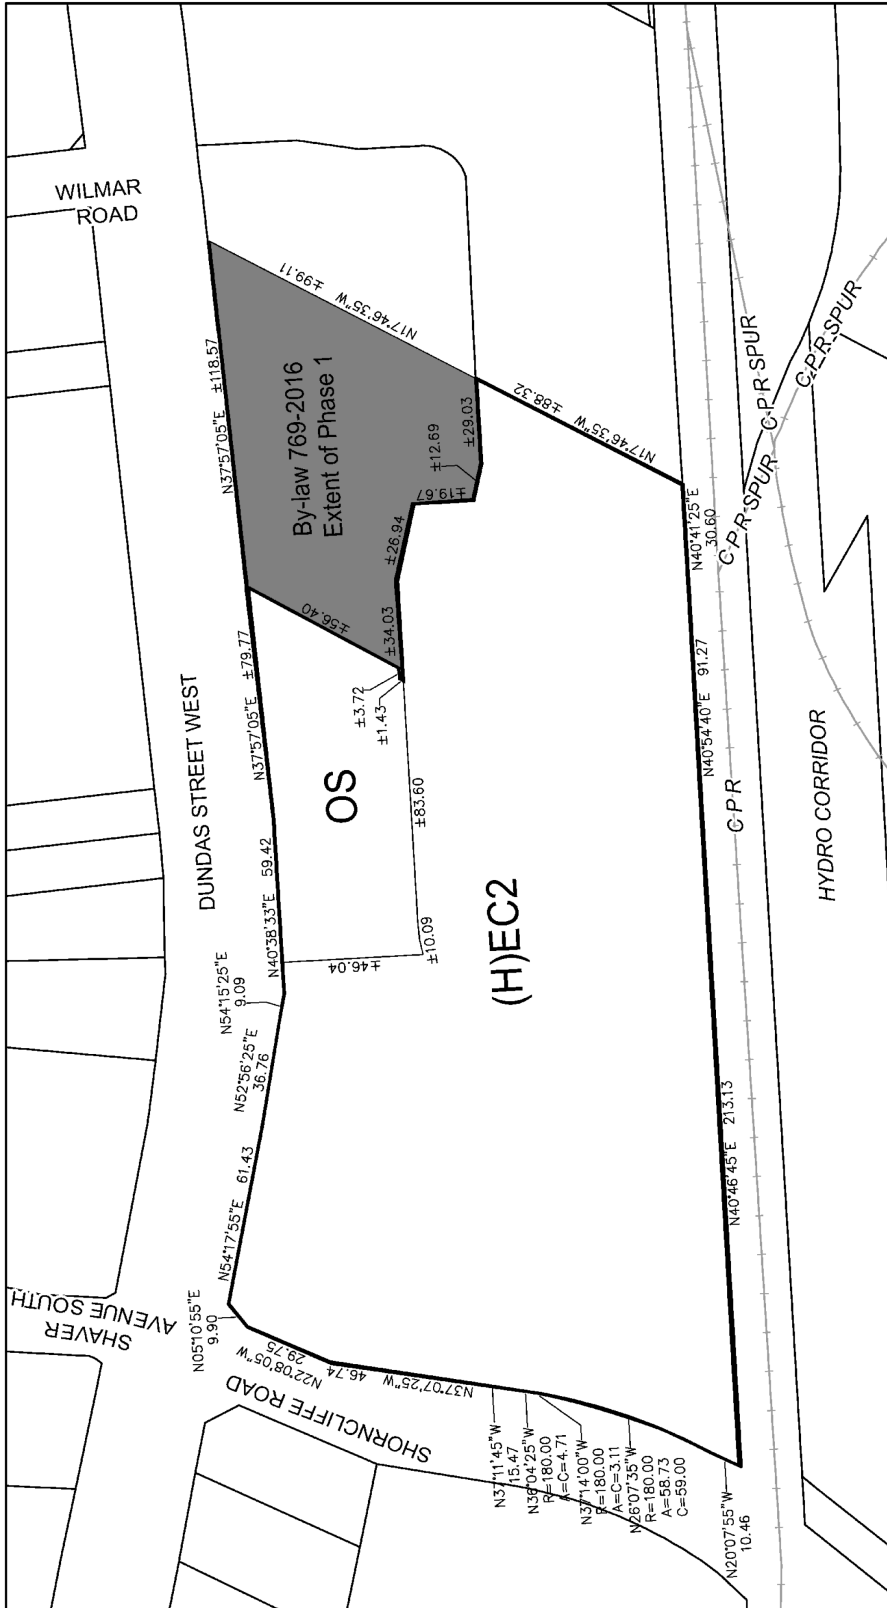 WILMAR
ROAD
DUNDAS STREET WEST
SHAVER
AVENUE SOUTH
SHORNCLIFFE ROAD
By-law 769-2016
Extent of Phase 1
OS
(H)EC2
HYDRO CORRIDOR
C-P-R
C-P-R-SPUR
C-P-R-SPUR
C-P-R-SPUR
N37°57'05"E ±118.57
±99.11
N17°46'35"W
±88.32
N17°46'35"W
±29.03
±12.69
±19.67
±26.94
±34.03
±56.40
±3.72
±1.43
±83.60
±10.09
±46.04
N37°57'05"E ±79.77
N40°38'33"E 59.42
N54°15'25"E
9.09
N52°56'25"E
36.76
N54°17'55"E 61.43
N05°10'55"E
9.90
29.75
N22°08'05"W
N37°07'25"W 46.74
N37°11'45"W
15.47
N36°04'25"W
R=180.00
A=C=4.71
N37°14'00"W
R=180.00
A=C=3.11
N26°07'35"W
R=180.00
A=58.73
C=59.00
N20°07'55"W
10.46
N40°46'45"E 213.13
N40°54'40"E 91.27
N40°41'25"E
30.60